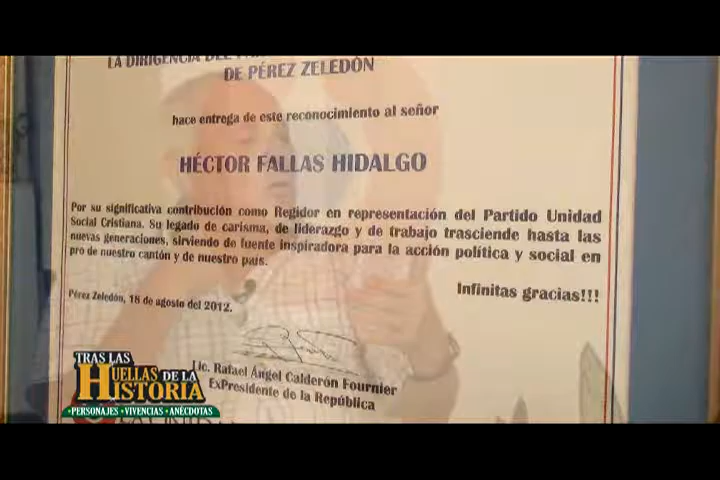 LA DIRIGENCIA DEL
DE PÉREZ ZELEDÓN
hace entrega de este reconocimiento al señor
HÉCTOR FALLAS HIDALGO
Por su significativa contribución como Regidor en representación del Partido Unidad
Social Cristiana. Su legado de carisma, de liderazgo y de trabajo trasciende hasta las
nuevas generaciones, sirviendo de fuente inspiradora para la acción política y social en
pro de nuestro cantón y de nuestro país.
Infinitas gracias!!!
Pérez Zeledón, 18 de agosto del 2012.
Lic. Rafael Ángel Calderón Fournier
ExPresidente de la República
TRAS LAS
HUELLAS DE LA
HISTORIA
• PERSONAJES • VIVENCIAS • ANÉCDOTAS